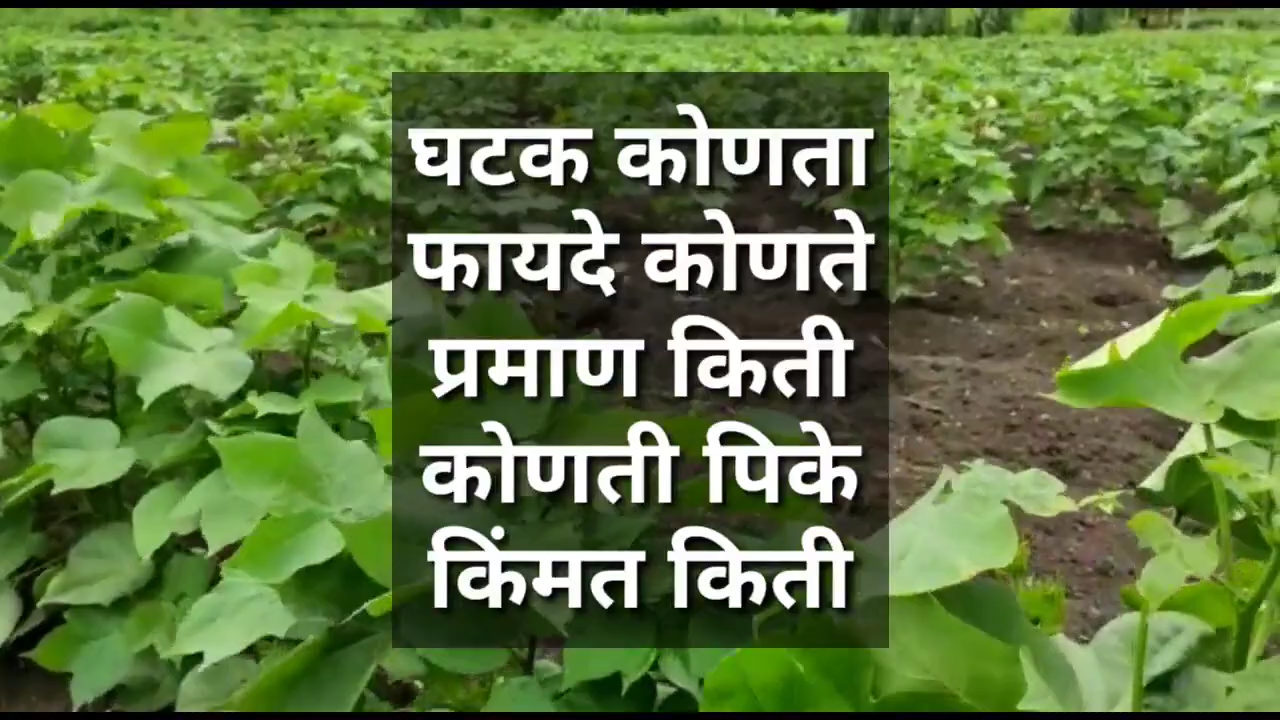 घटक कोणता
फायदे कोणते
प्रमाण किती
कोणती पिके
किंमत किती